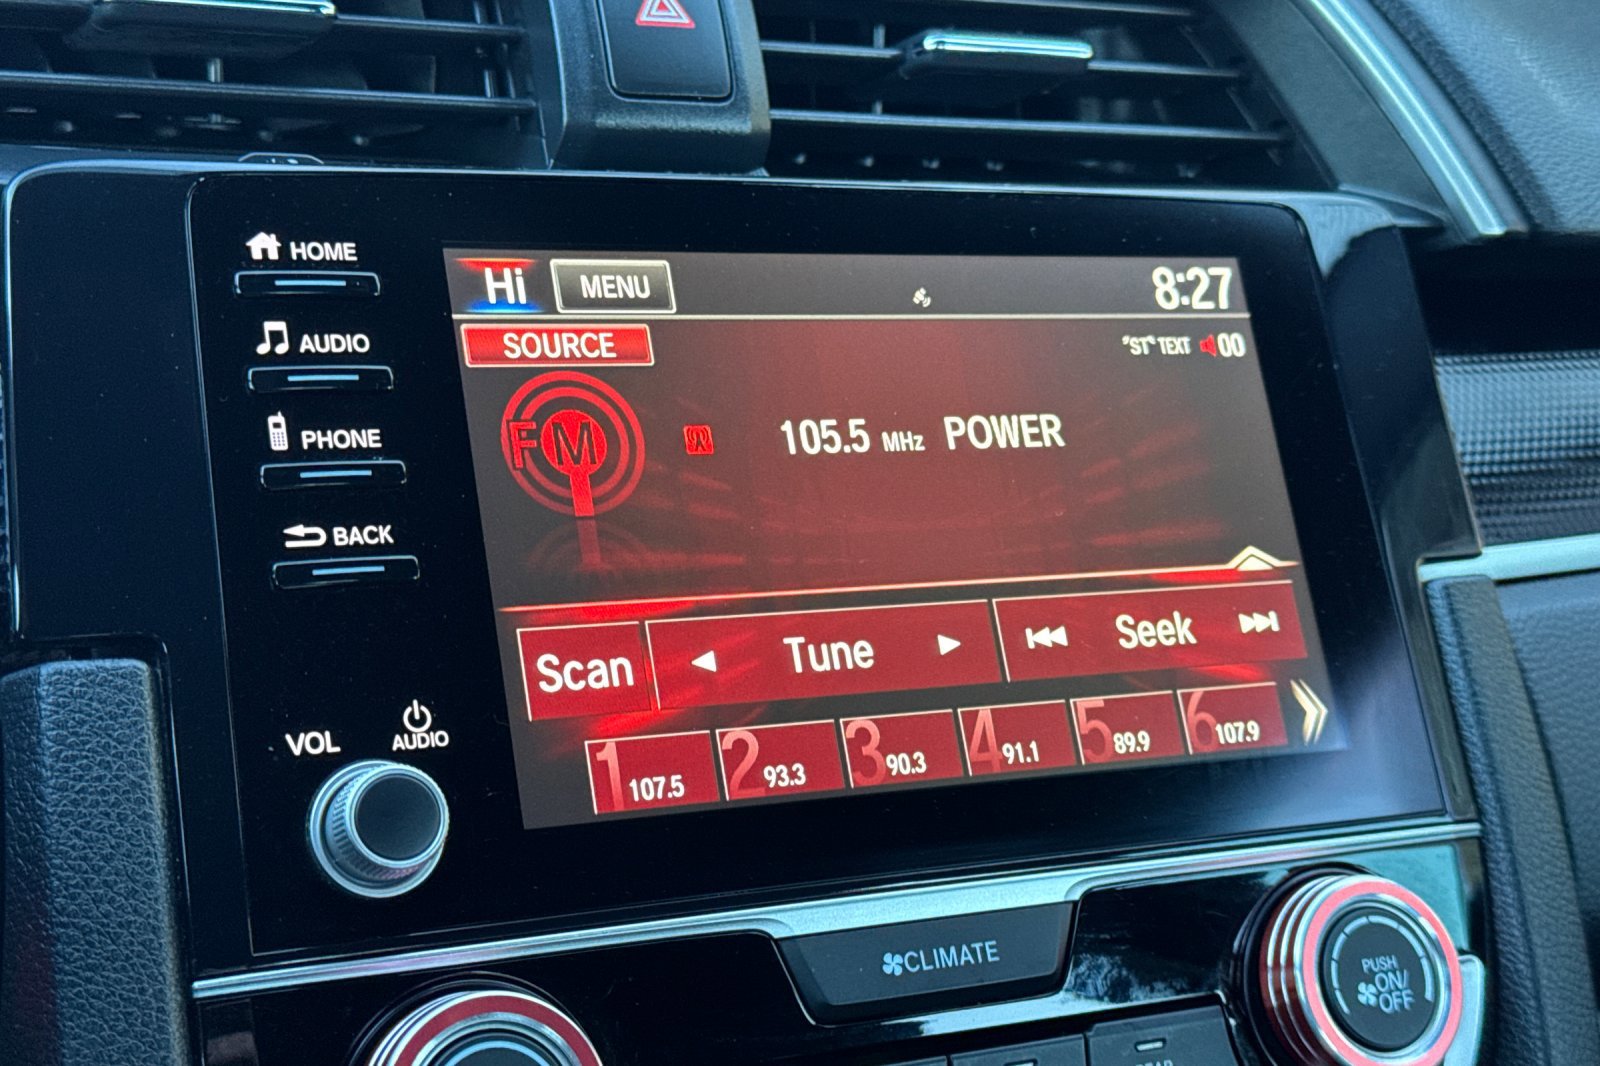 HOME
AUDIO
PHONE
BACK
VOL
AUDIO
Hi MENU 8:27
SOURCE "ST" TEXT 00
FM 105.5 MHz POWER
Scan Tune Seek
1 107.5 2 93.3 3 90.3 4 91.1 5 89.9 6 107.9
CLIMATE
PUSH
ON/
OFF